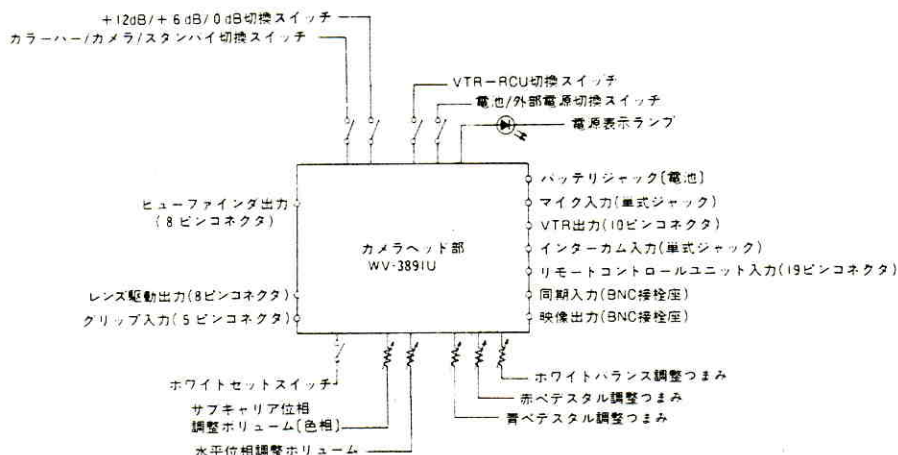 +12dB/+6dB/0dB切換スイッチ
カラーバー/カメラ/スタンバイ切換スイッチ
VTR-RCU切換スイッチ
電池/外部電源切換スイッチ
電源表示ランプ
バッテリジャック[電池]
ビューファインダ出力
(8ピンコネクタ)
マイク入力(単式ジャック)
VTR出力(10ピンコネクタ)
カメラヘッド部
WV-3891U
インターカム入力(単式ジャック)
リモートコントロールユニット入力(19ピンコネクタ)
レンズ駆動出力(8ピンコネクタ)
同期入力(BNC接栓座)
グリップ入力(5ピンコネクタ)
映像出力(BNC接栓座)
ホワイトセットスイッチ
ホワイトバランス調整つまみ
サブキャリア位相
調整ボリューム[色相]
赤ペデスタル調整つまみ
青ペデスタル調整つまみ
水平位相調整ボリューム